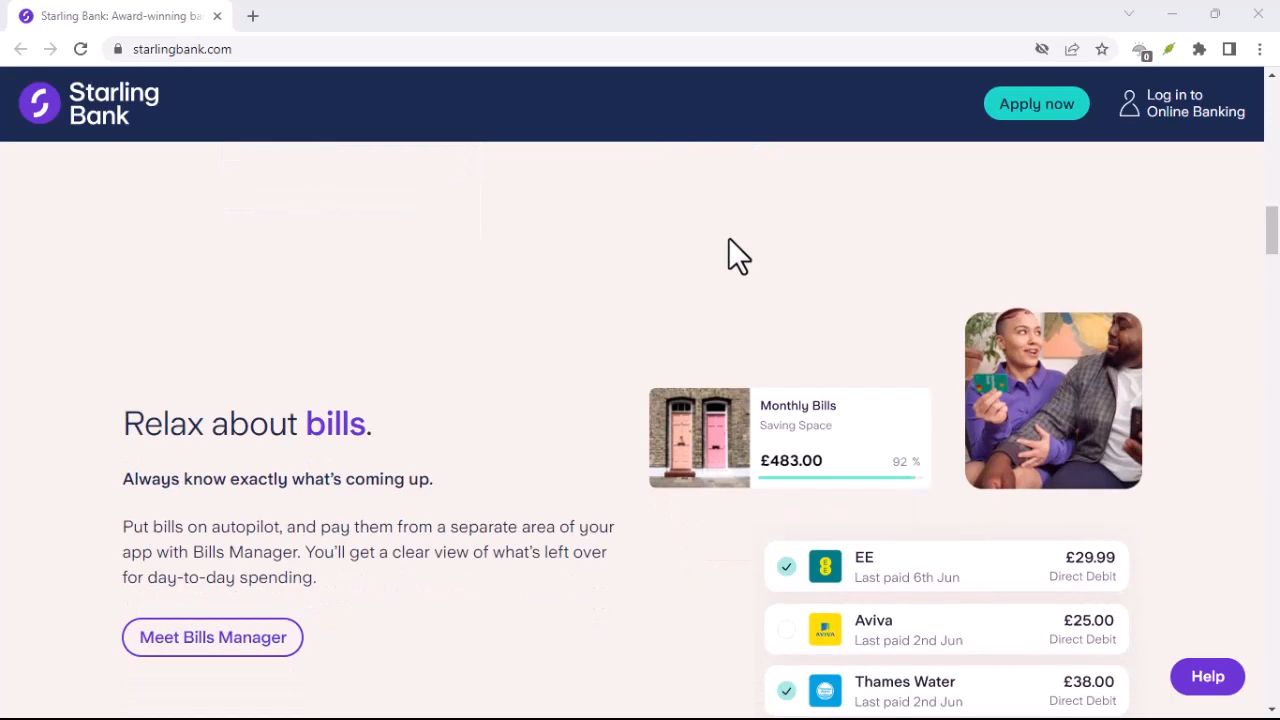 Starling Bank: Award-winning ba
starlingbank.com
0
Starling
Bank
Apply now
Log in to
Online Banking
Relax about bills.
Always know exactly what's coming up.
Put bills on autopilot, and pay them from a separate area of your
app with Bills Manager. You'll get a clear view of what's left over
for day-to-day spending.
Meet Bills Manager
Monthly Bills
Saving Space
£483.00 92 %
EE £29.99
Last paid 6th Jun Direct Debit
AVIVA
Aviva £25.00
Last paid 2nd Jun Direct Debit
Thames Water £38.00
Last paid 2nd Jun Direct Debit
Help